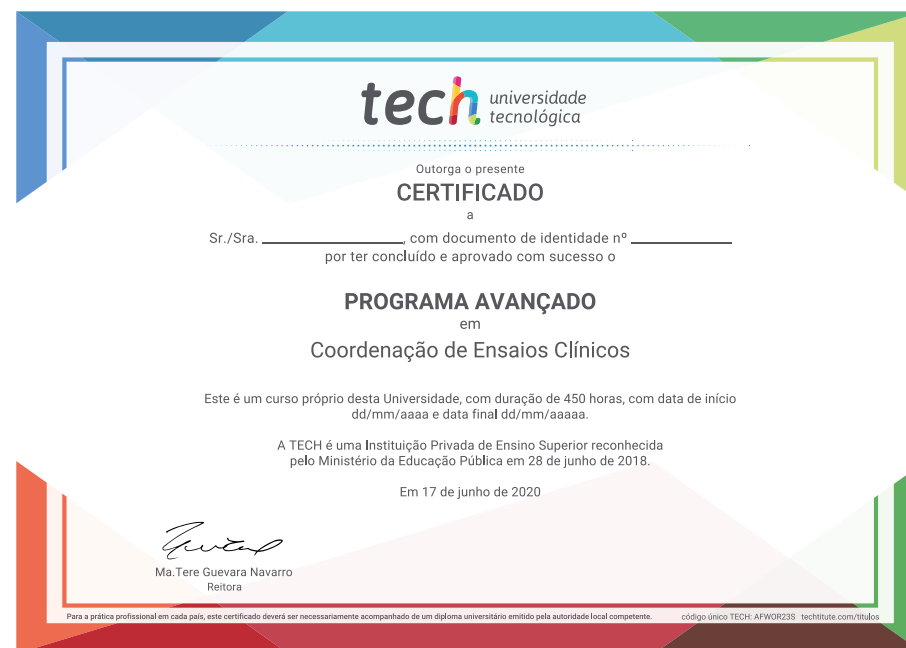 tech universidade
tecnológica
Outorga o presente
CERTIFICADO
a
Sr./Sra. ________________, com documento de identidade nº ____________
por ter concluído e aprovado com sucesso o
PROGRAMA AVANÇADO
em
Coordenação de Ensaios Clínicos
Este é um curso próprio desta Universidade, com duração de 450 horas, com data de início
dd/mm/aaaa e data final dd/mm/aaaaa.
A TECH é uma Instituição Privada de Ensino Superior reconhecida
pelo Ministério da Educação Pública em 28 de junho de 2018.
Em 17 de junho de 2020
Ma.Tere Guevara Navarro
Reitora
Para a prática profissional em cada país, este certificado deverá ser necessariamente acompanhado de um diploma universitário emitido pela autoridade local competente. código único TECH: AFWOR23S techtitute.com/titulos